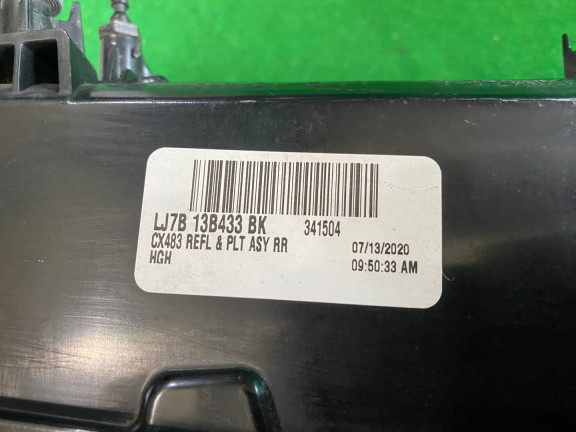 LJ7B 13B433 BK 341504
CX483 REFL & PLT ASY RR 07/13/2020
HGH 09:50:33 AM